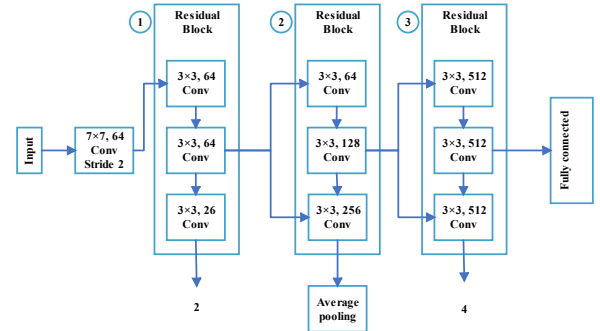 1
Residual
Block
3×3, 64
Conv
3×3, 64
Conv
3×3, 26
Conv
2
Input
7×7, 64
Conv
Stride 2
2
Residual
Block
3×3, 64
Conv
3×3, 128
Conv
3×3, 256
Conv
Average
pooling
3
Residual
Block
3×3, 512
Conv
3×3, 512
Conv
3×3, 512
Conv
4
Fully connected